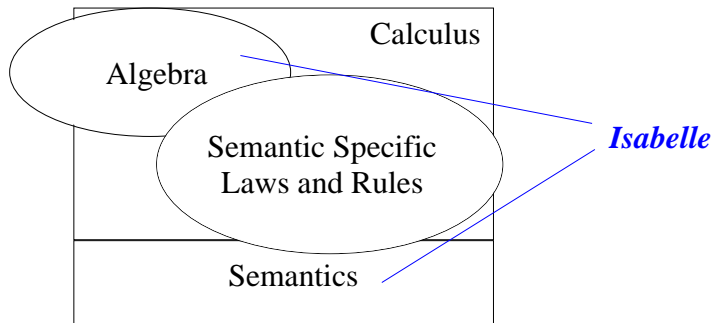 Calculus
Algebra
Isabelle
Semantic Specific
Laws and Rules
Semantics